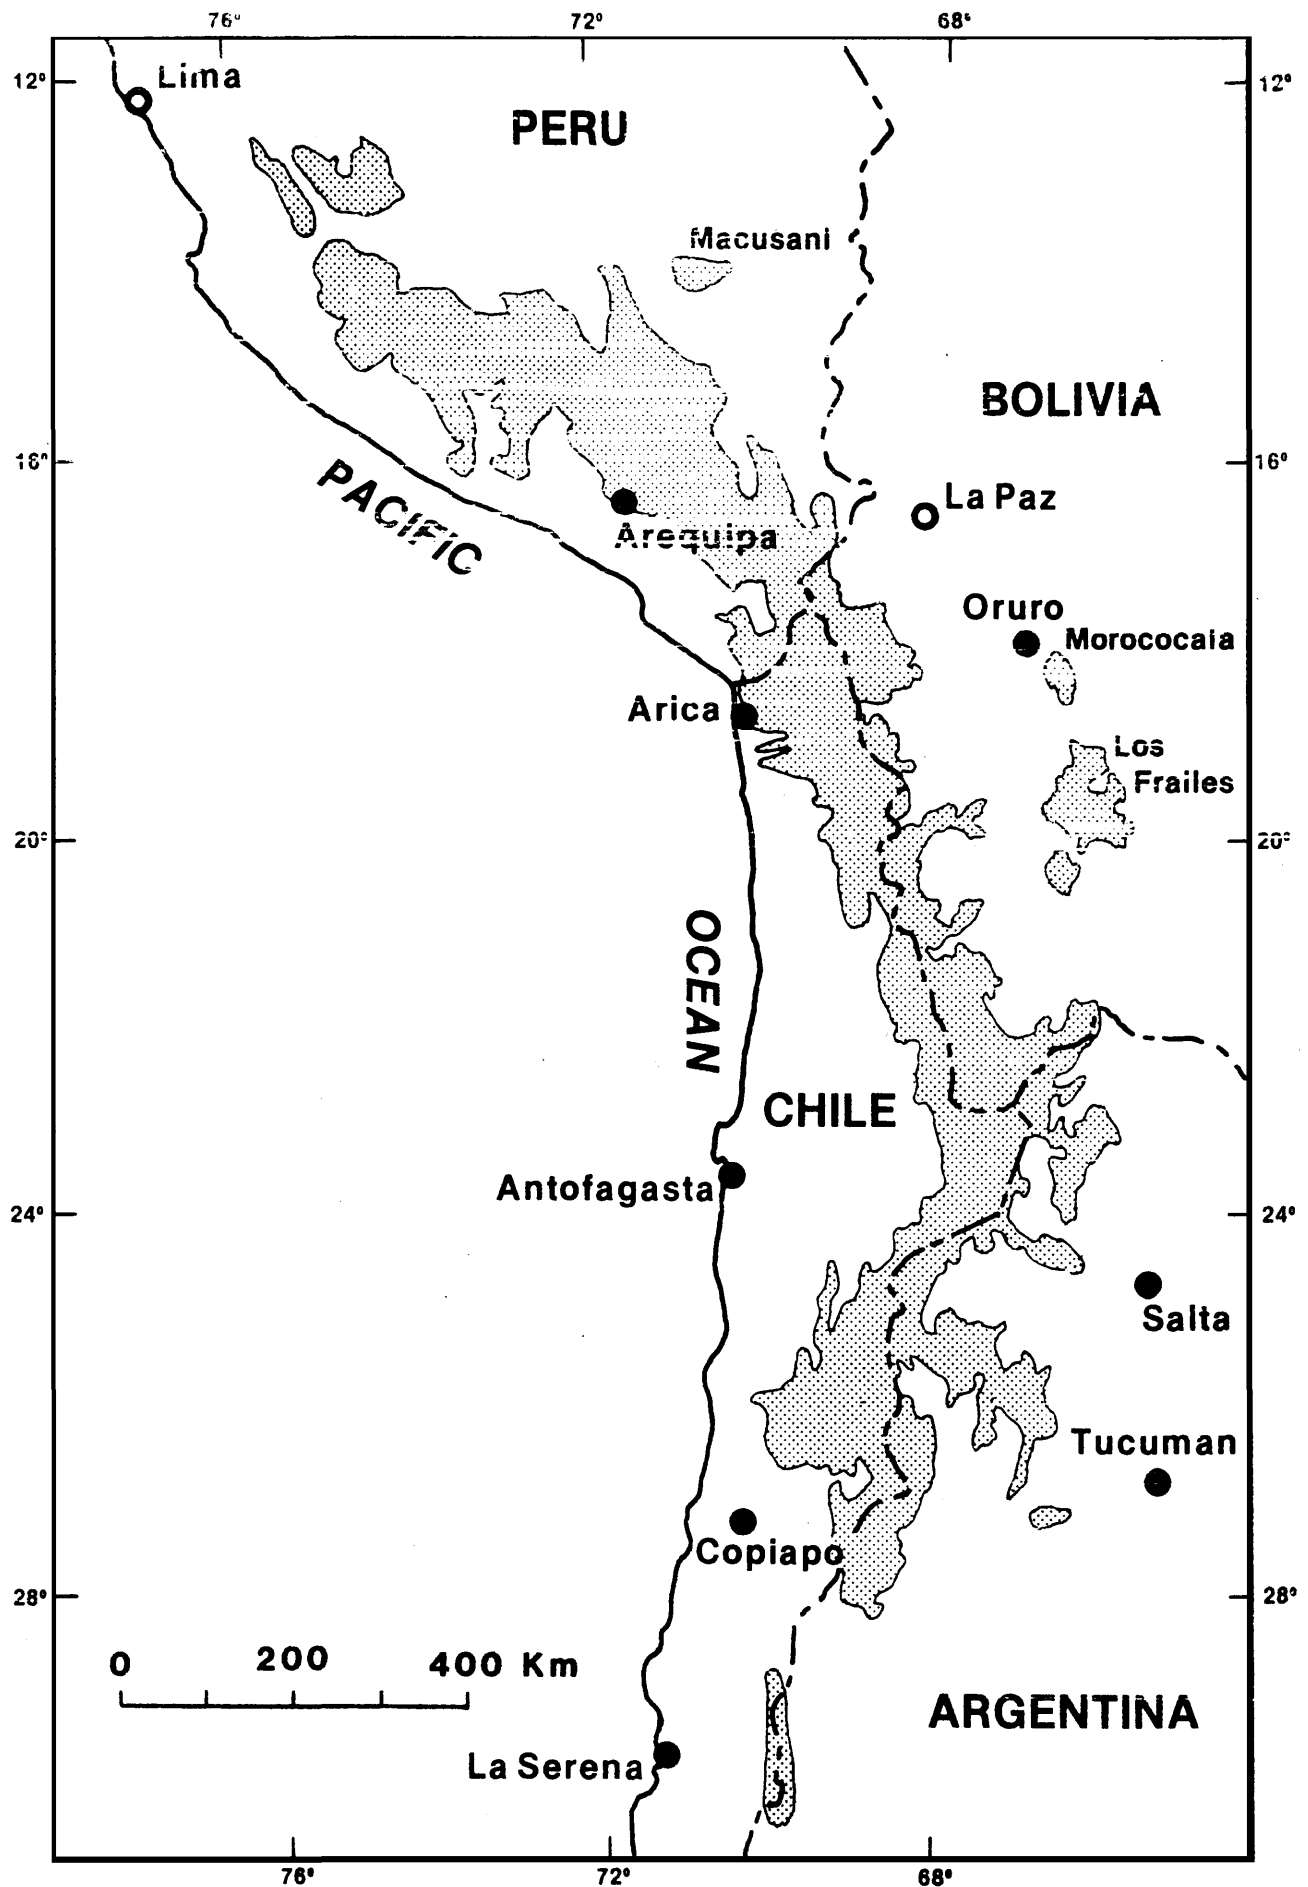 76° 72° 68°
12° 12°
Lima
PERU
Macusani
BOLIVIA
16° 16°
La Paz
PACIFIC
Arequipa
Oruro
Morococala
Arica
Los
Frailes
20° 20°
OCEAN
CHILE
Antofagasta
24° 24°
Salta
Tucuman
Copiapo
28° 28°
0 200 400 Km
ARGENTINA
La Serena
76° 72° 68°